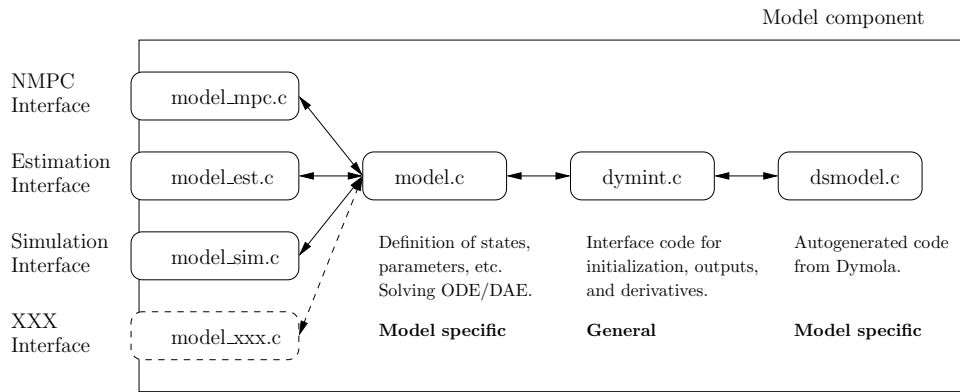 Model component
NMPC
Interface
model_mpc.c
Estimation
Interface
model_est.c
model.c
dymint.c
dsmodel.c
Simulation
Interface
model_sim.c
Definition of states,
parameters, etc.
Solving ODE/DAE.
Model specific
Interface code for
initialization, outputs,
and derivatives.
General
Autogenerated code
from Dymola.
Model specific
XXX
Interface
model_xxx.c